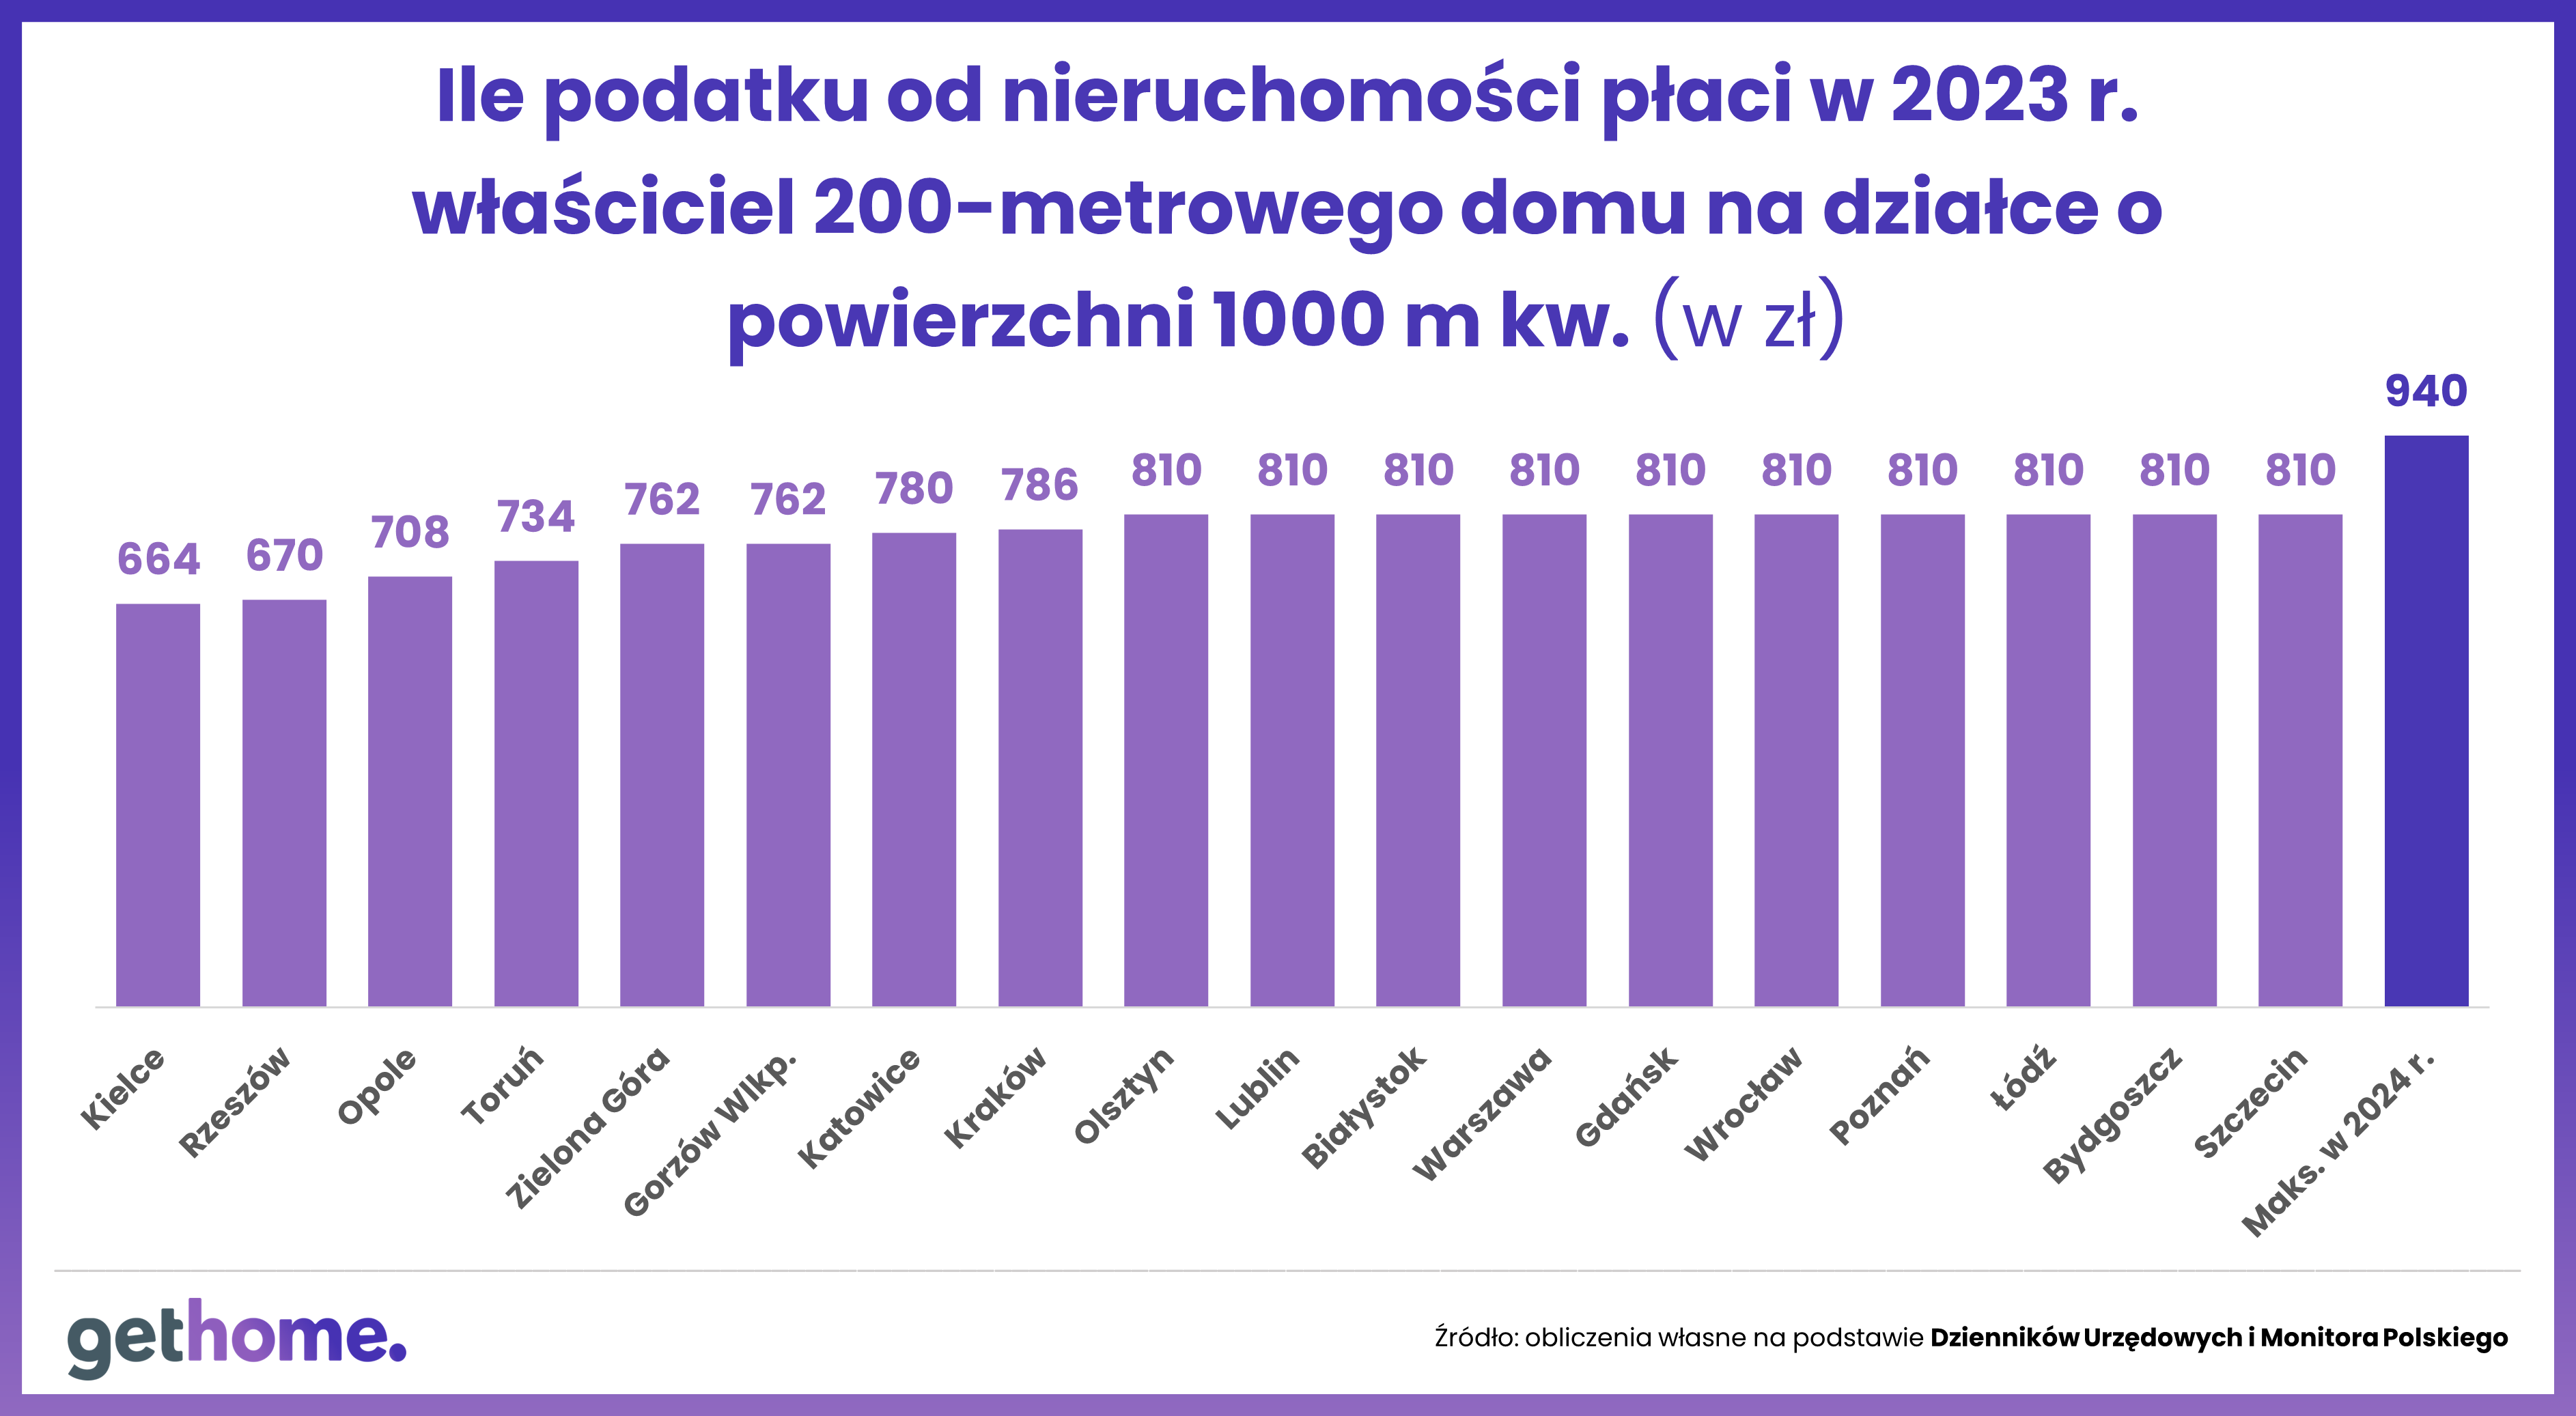 Ile podatku od nieruchomości płaci w 2023 r.
właściciel 200-metrowego domu na działce o
powierzchni 1000 m kw. (w zł)
664
670
708
734
762
762
780
786
810
810
810
810
810
810
810
810
810
810
940
Kielce
Rzeszów
Opole
Toruń
Zielona Góra
Gorzów Wlkp.
Katowice
Kraków
Olsztyn
Lublin
Białystok
Warszawa
Gdańsk
Wrocław
Poznań
Łódź
Bydgoszcz
Szczecin
Maks. w 2024 r.
gethome.
Źródło: obliczenia własne na podstawie Dzienników Urzędowych i Monitora Polskiego